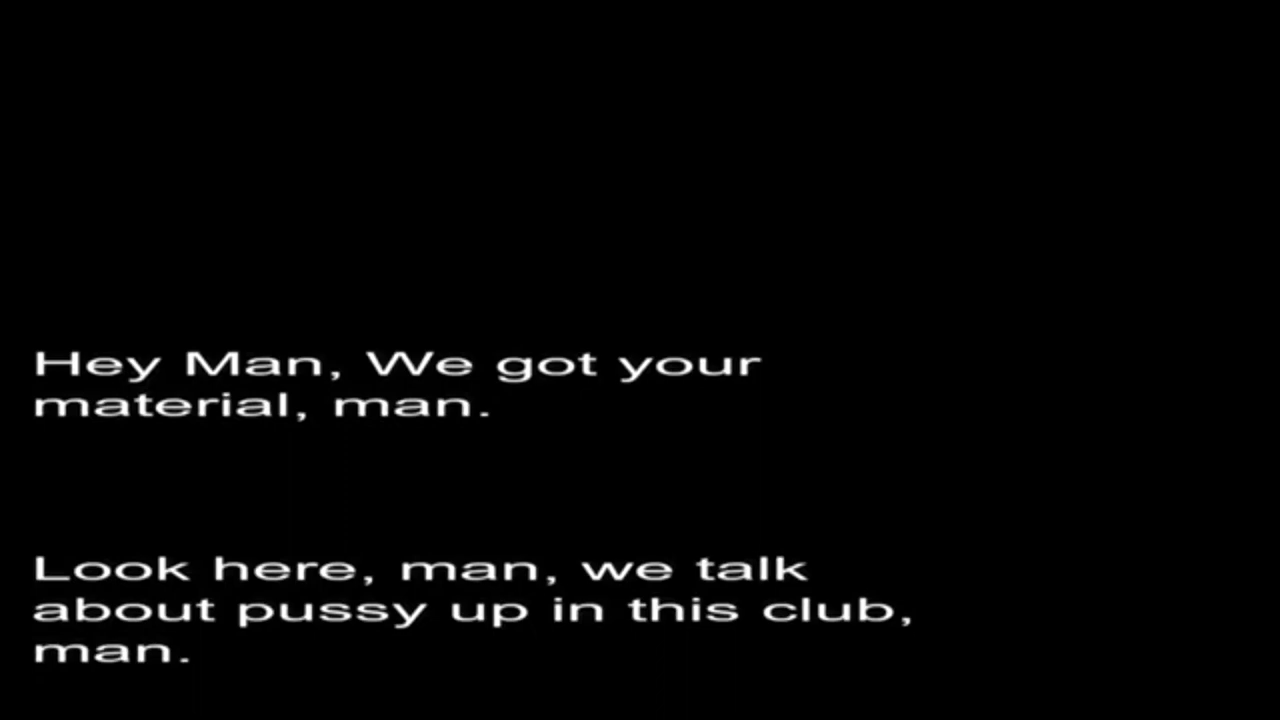 Hey Man, We got your
material, man.
Look here, man, we talk
about pussy up in this club,
man.